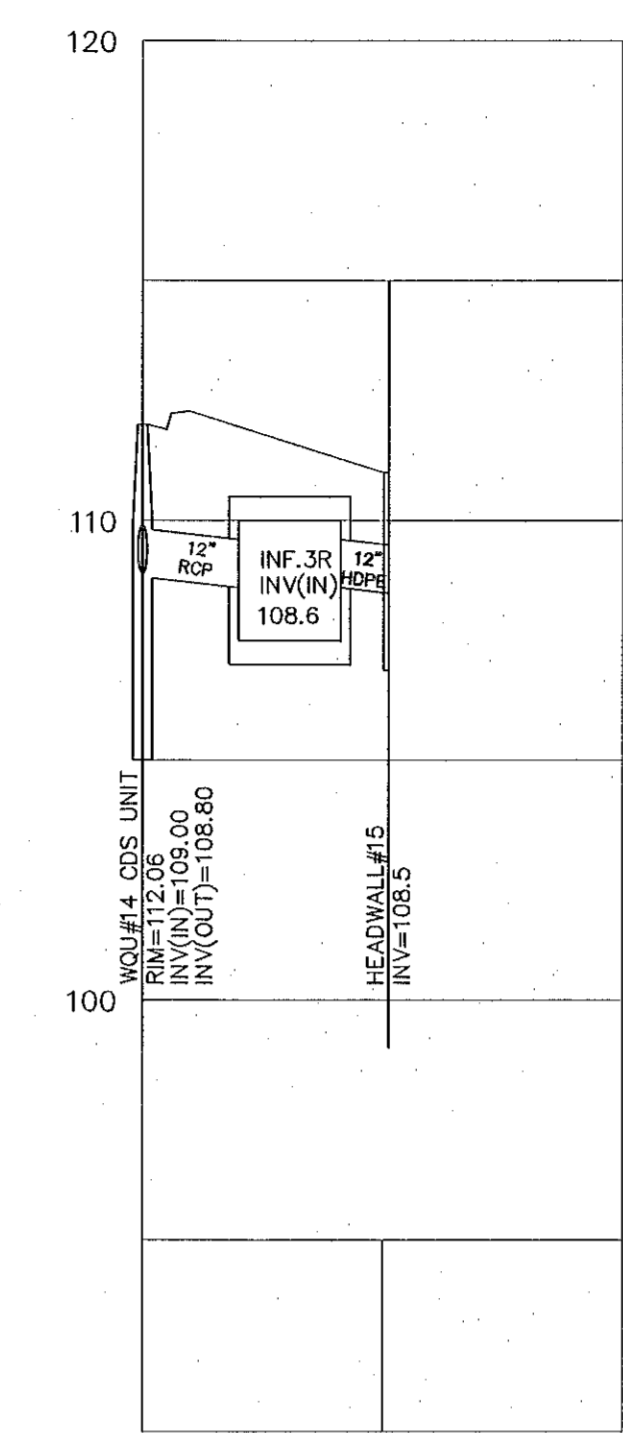 120
110
12"
RCP
INF.3R
INV(IN)
108.6
12"
HDPE
WQU#14 CDS UNIT
RIM=112.06
INV(IN)=109.00
INV(OUT)=108.80
HEADWALL#15
INV=108.5
100